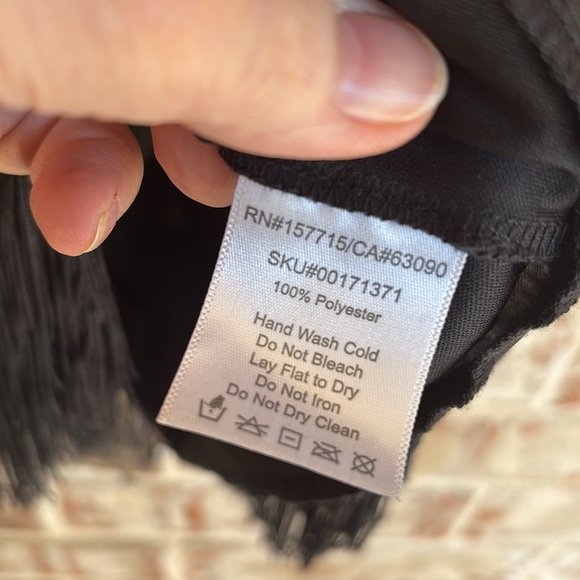 RN#157715/CA#63090
SKU#00171371
100% Polyester
Hand Wash Cold
Do Not Bleach
Lay Flat to Dry
Do Not Iron
Do Not Dry Clean